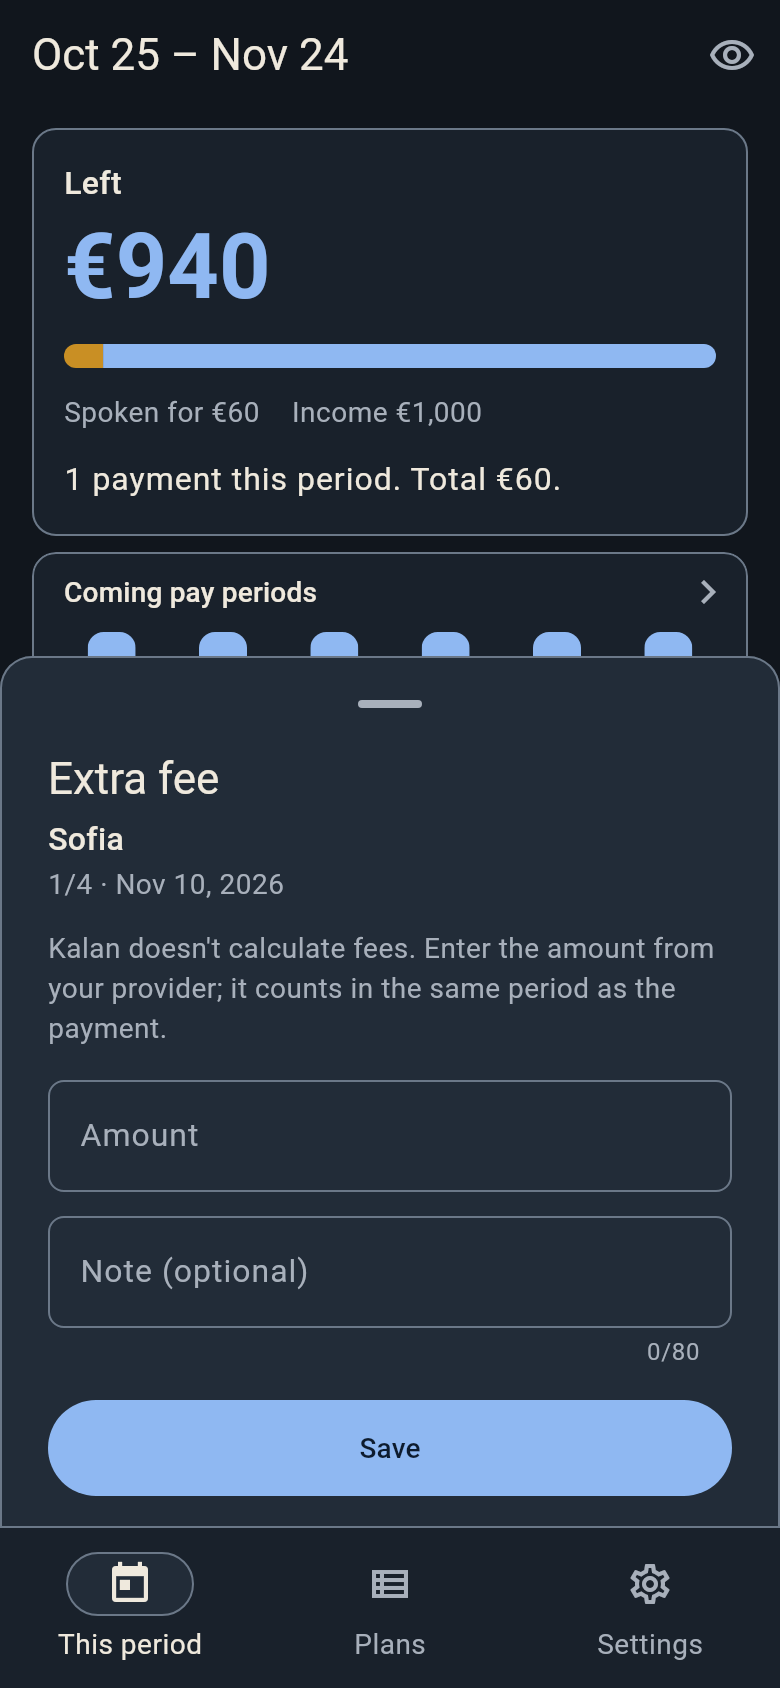 Oct 25 – Nov 24
Left
€940
Spoken for €60 Income €1,000
1 payment this period. Total €60.
Coming pay periods
Extra fee
Sofia
1/4 · Nov 10, 2026
Kalan doesn't calculate fees. Enter the amount from
your provider; it counts in the same period as the
payment.
Amount
Note (optional)
0/80
Save
This period Plans Settings